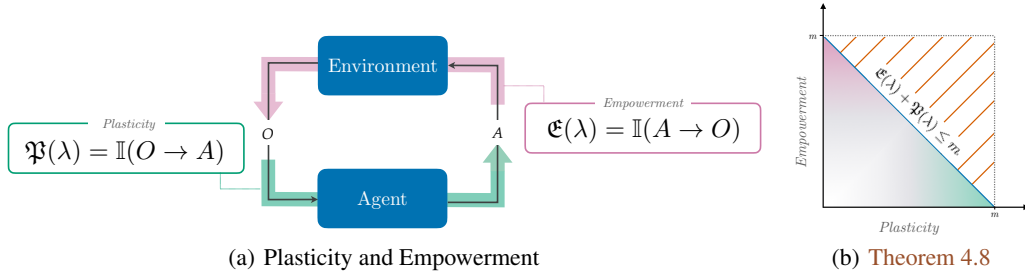 Environment
Plasticity
𝔓(λ) = 𝕀(O → A)
O
A
Empowerment
𝔈(λ) = 𝕀(A → O)
Agent
(a) Plasticity and Empowerment
m
Empowerment
𝔈(λ) + 𝔓(λ) ≤ m
m
Plasticity
(b) Theorem 4.8